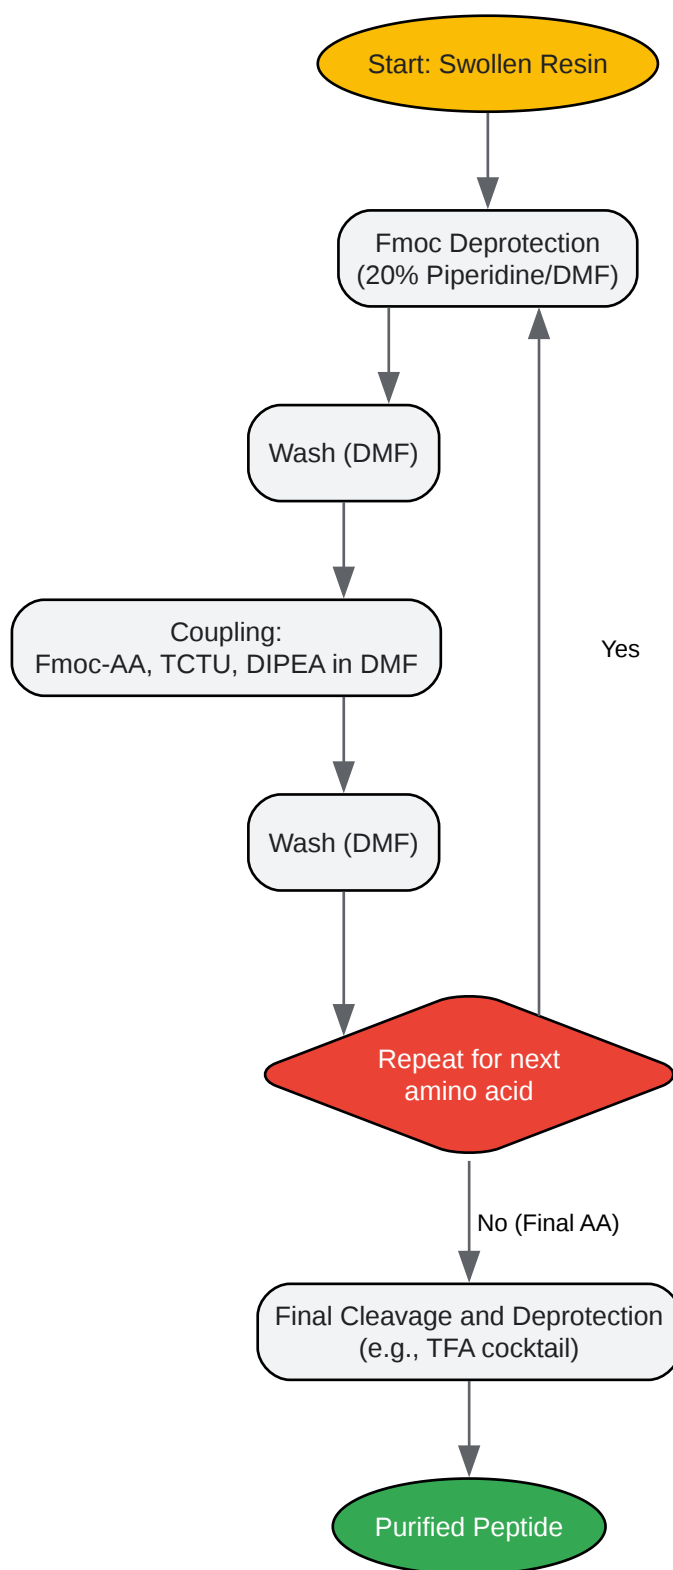 Start: Swollen Resin
Fmoc Deprotection
(20% Piperidine/DMF)
Wash (DMF)
Coupling:
Fmoc-AA, TCTU, DIPEA in DMF
Yes
Wash (DMF)
Repeat for next
amino acid
No (Final AA)
Final Cleavage and Deprotection
(e.g., TFA cocktail)
Purified Peptide